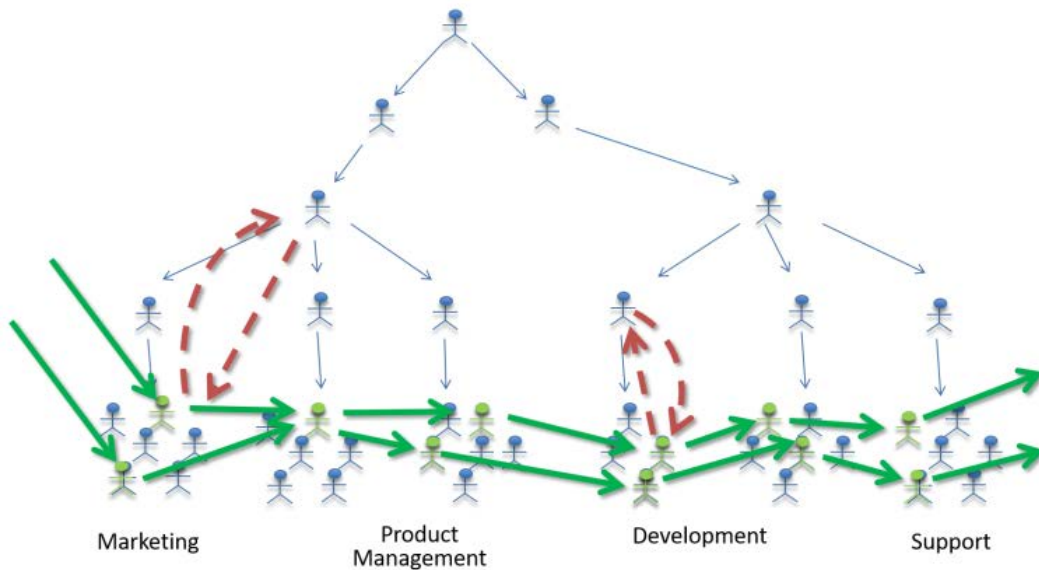 Marketing
Product
Management
Development
Support